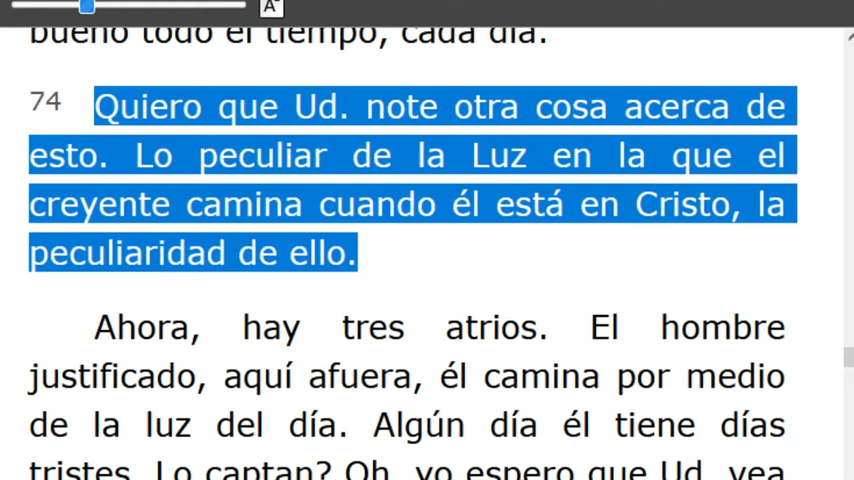 A
bueno todo el tiempo, cada día.
74 Quiero que Ud. note otra cosa acerca de
esto. Lo peculiar de la Luz en la que el
creyente camina cuando él está en Cristo, la
peculiaridad de ello.
Ahora, hay tres atrios. El hombre
justificado, aquí afuera, él camina por medio
de la luz del día. Algún día él tiene días
tristes. Lo captan? Oh, yo espero que Ud. vea